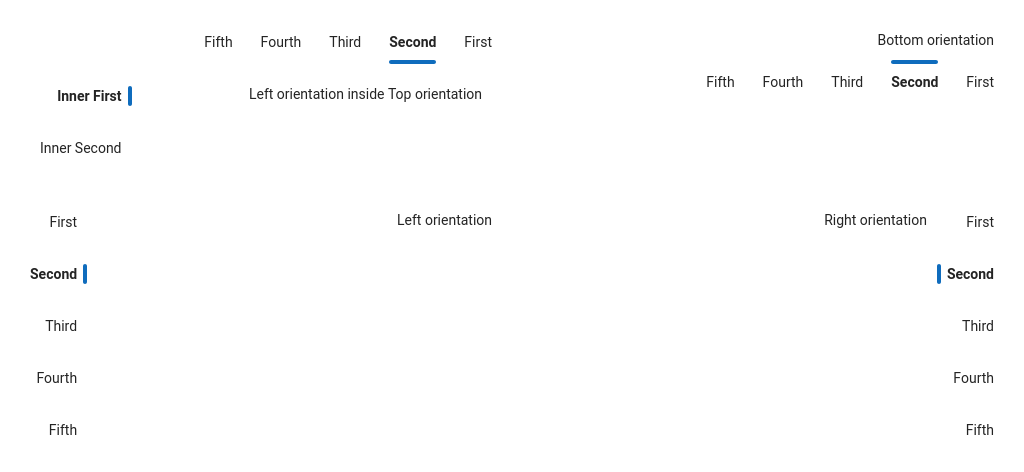 Fifth Fourth Third Second First
Inner First Left orientation inside Top orientation
Inner Second
Bottom orientation
Fifth Fourth Third Second First
First Left orientation
Second
Third
Fourth
Fifth
Right orientation First
Second
Third
Fourth
Fifth